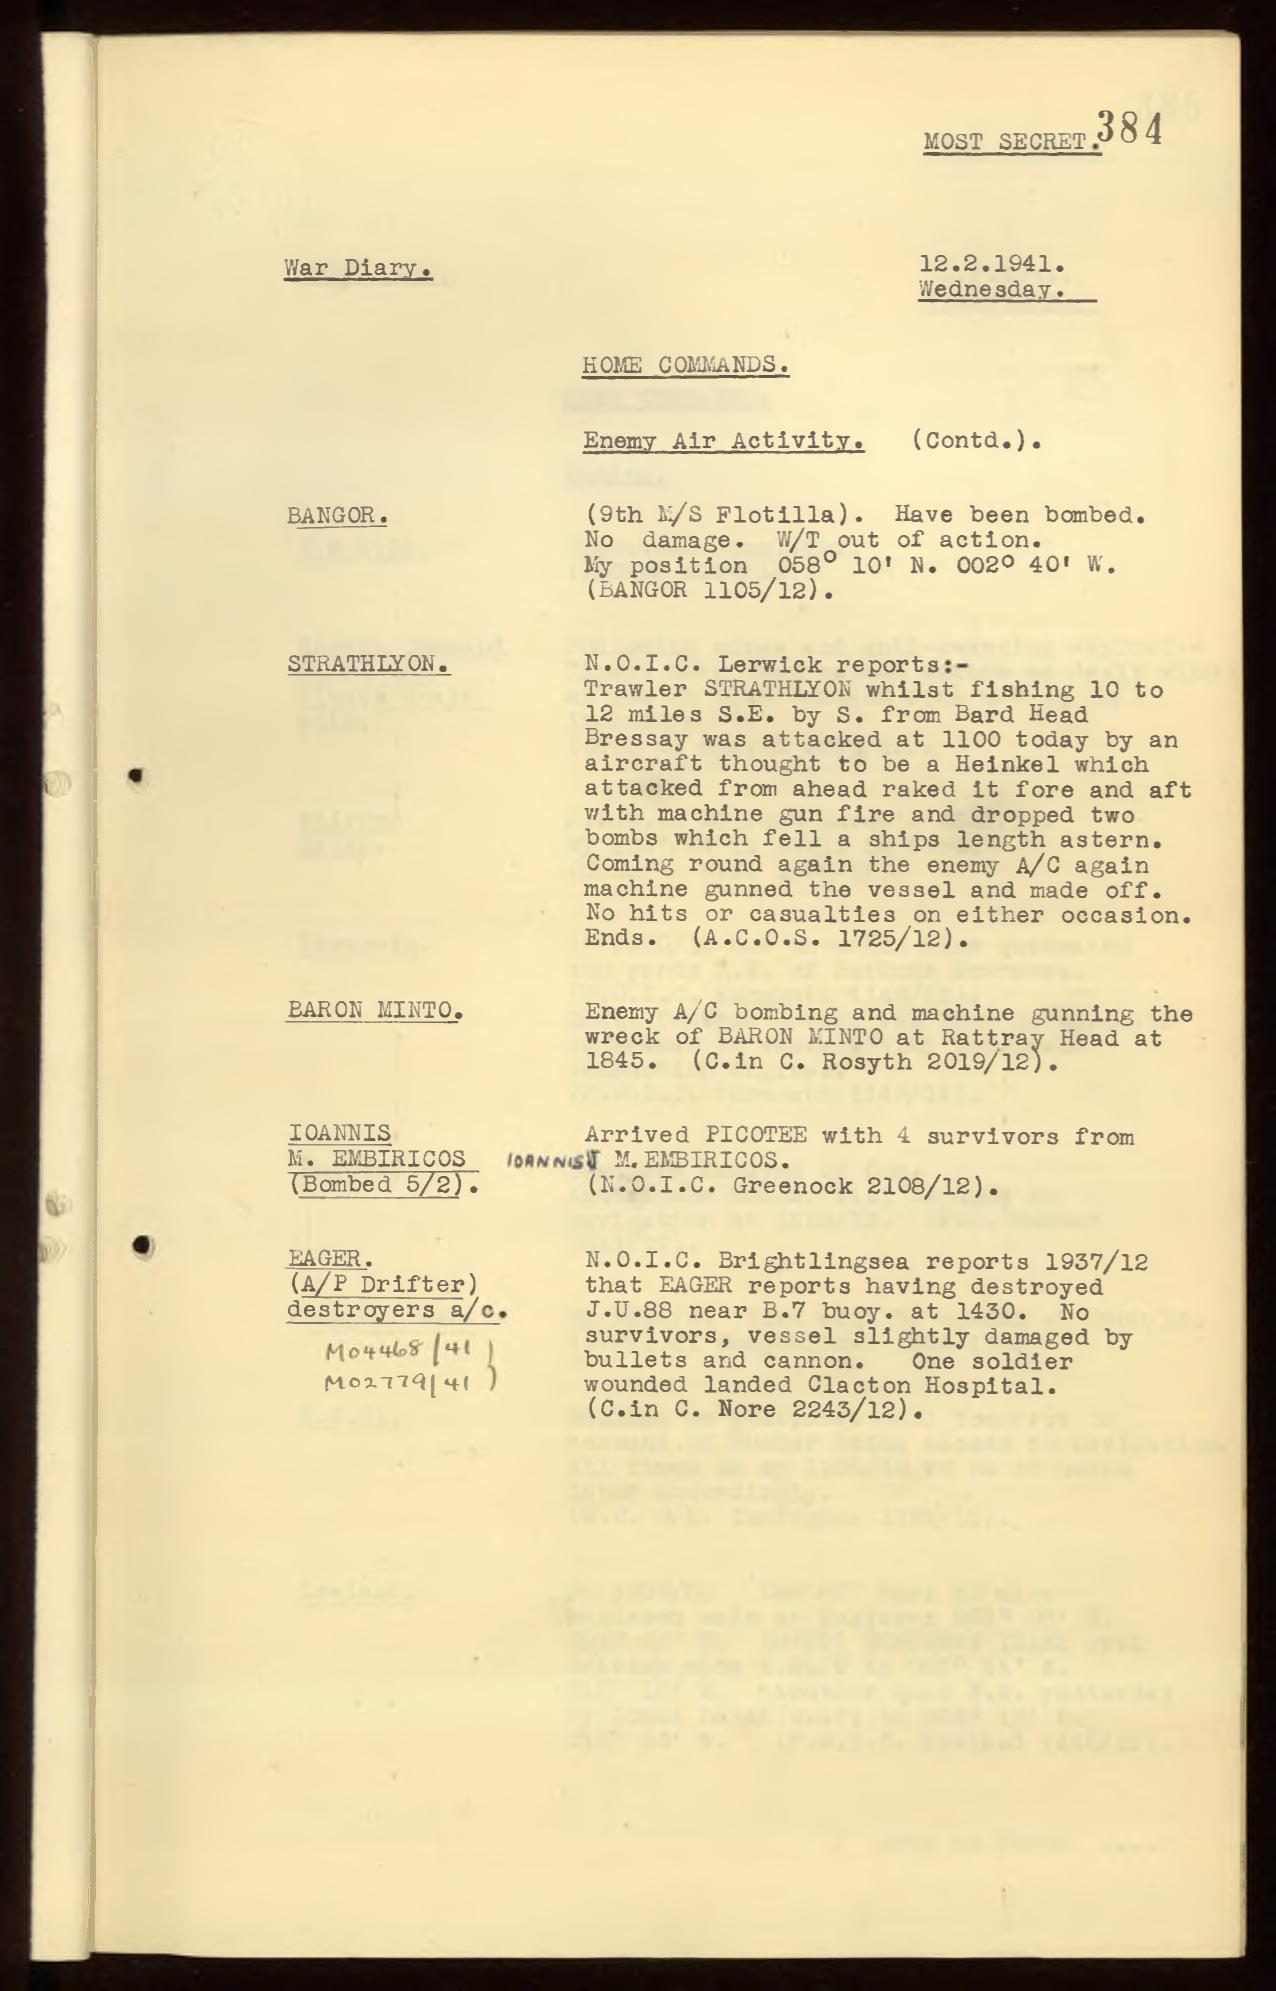 384
MOST SECRET.
War Diary.
12.2.1941.
Wednesday.
HOME COMMANDS.
Enemy Air Activity. (Contd.).
BANGOR.
(9th M/S Flotilla). Have been bombed.
No damage. W/T out of action.
My position 058° 10' N. 002° 40' W.
(BANGOR 1105/12).
STRATHLYON.
N.O.I.C. Lerwick reports:-
Trawler STRATHLYON whilst fishing 10 to
12 miles S.E. by S. from Bard Head
Bressay was attacked at 1100 today by an
aircraft thought to be a Heinkel which
attacked from ahead raked it fore and aft
with machine gun fire and dropped two
bombs which fell a ships length astern.
Coming round again the enemy A/C again
machine gunned the vessel and made off.
No hits or casualties on either occasion.
Ends. (A.C.O.S. 1725/12).
BARON MINTO.
Enemy A/C bombing and machine gunning the
wreck of BARON MINTO at Rattray Head at
1845. (C.in C. Rosyth 2019/12).
IOANNIS
M. EMBIRICOS
(Bombed 5/2).
Arrived PICOTEE with 4 survivors from
IOANNIS M. EMBIRICOS.
(N.O.I.C. Greenock 2108/12).
EAGER.
(A/P Drifter)
destroyers a/c.
M04468/41 )
M02779/41 )
N.O.I.C. Brightlingsea reports 1937/12
that EAGER reports having destroyed
J.U.88 near B.7 buoy. at 1430. No
survivors, vessel slightly damaged by
bullets and cannon. One soldier
wounded landed Clacton Hospital.
(C.in C. Nore 2243/12).